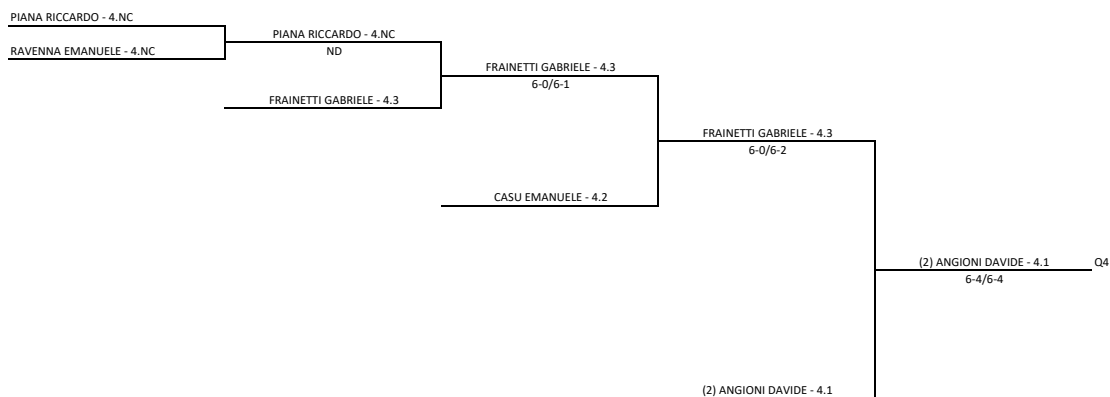 PIANA RICCARDO - 4.NC
RAVENNA EMANUELE - 4.NC
PIANA RICCARDO - 4.NC
ND
FRAINETTI GABRIELE - 4.3
FRAINETTI GABRIELE - 4.3
6-0/6-1
CASU EMANUELE - 4.2
FRAINETTI GABRIELE - 4.3
6-0/6-2
(2) ANGIONI DAVIDE - 4.1
(2) ANGIONI DAVIDE - 4.1 Q4
6-4/6-4